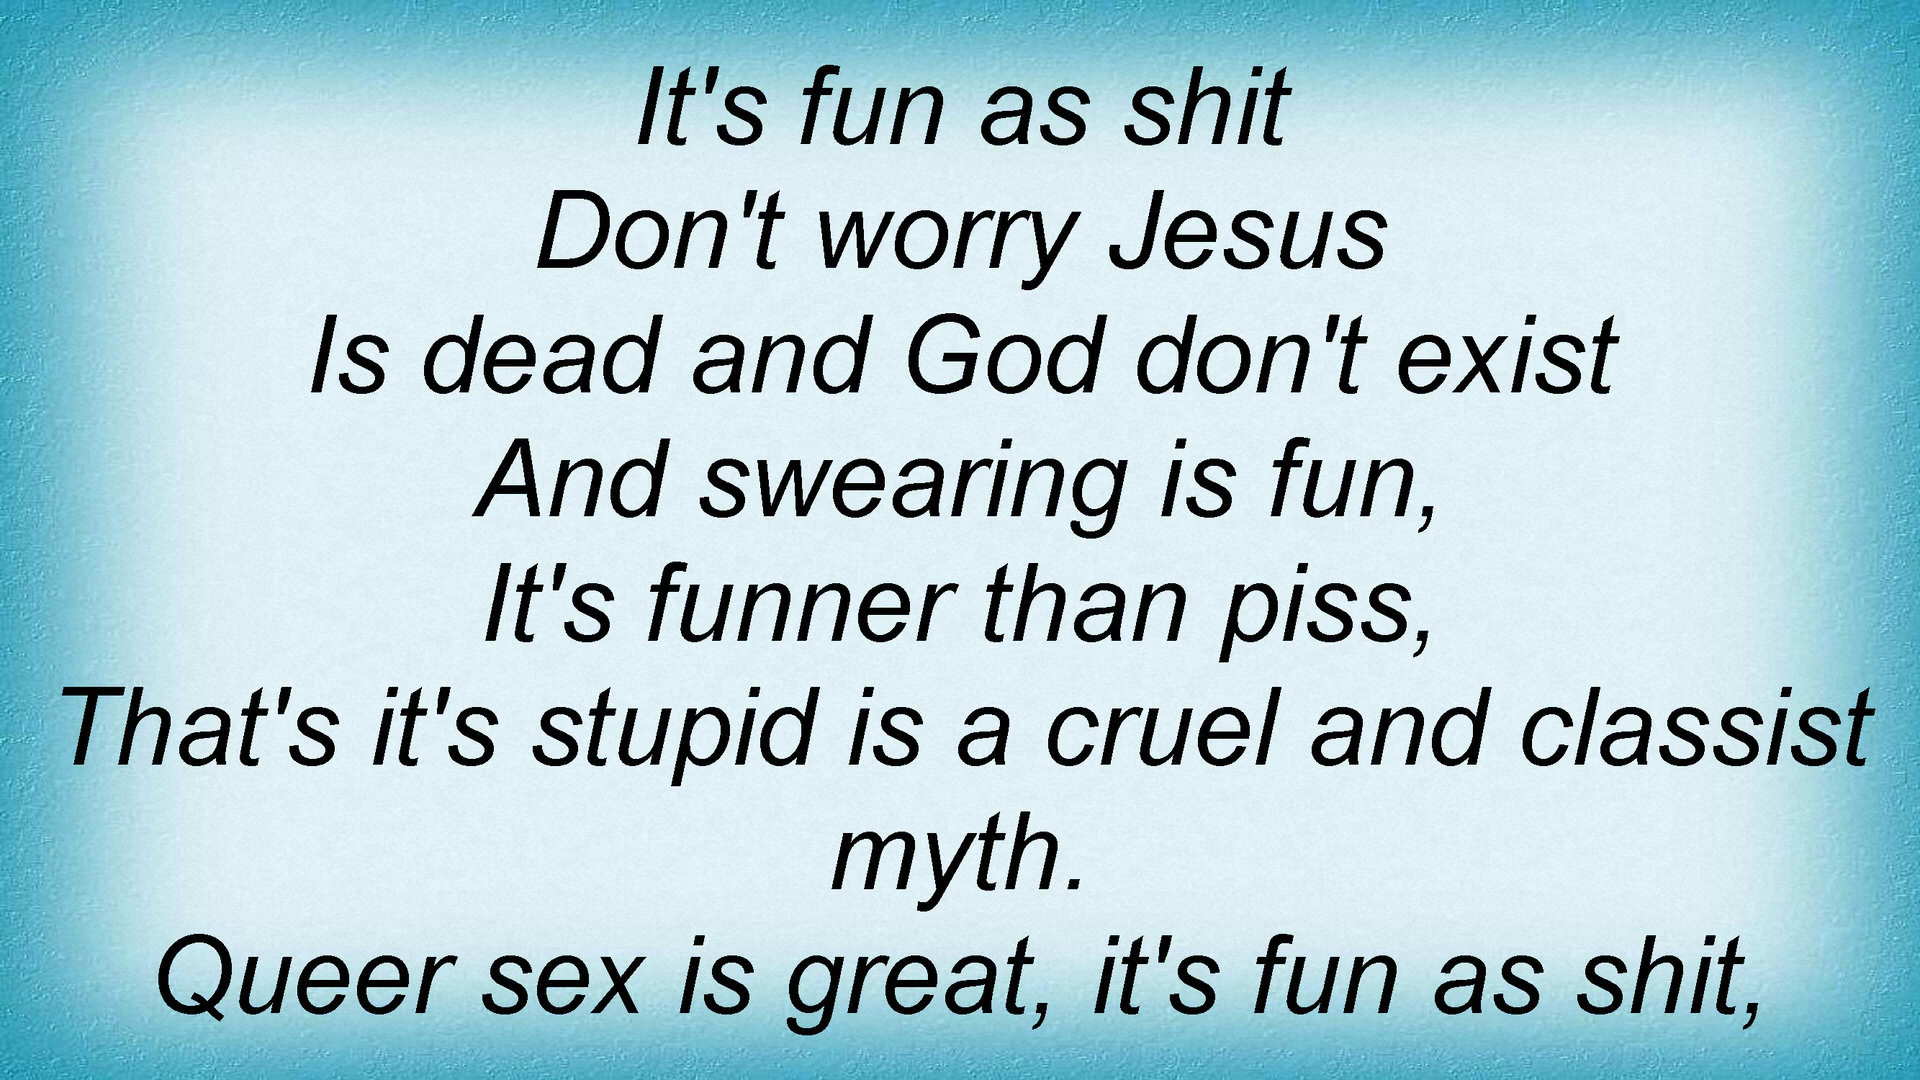 It's fun as shit
Don't worry Jesus
Is dead and God don't exist
And swearing is fun,
It's funner than piss,
That's it's stupid is a cruel and classist
myth.
Queer sex is great, it's fun as shit,